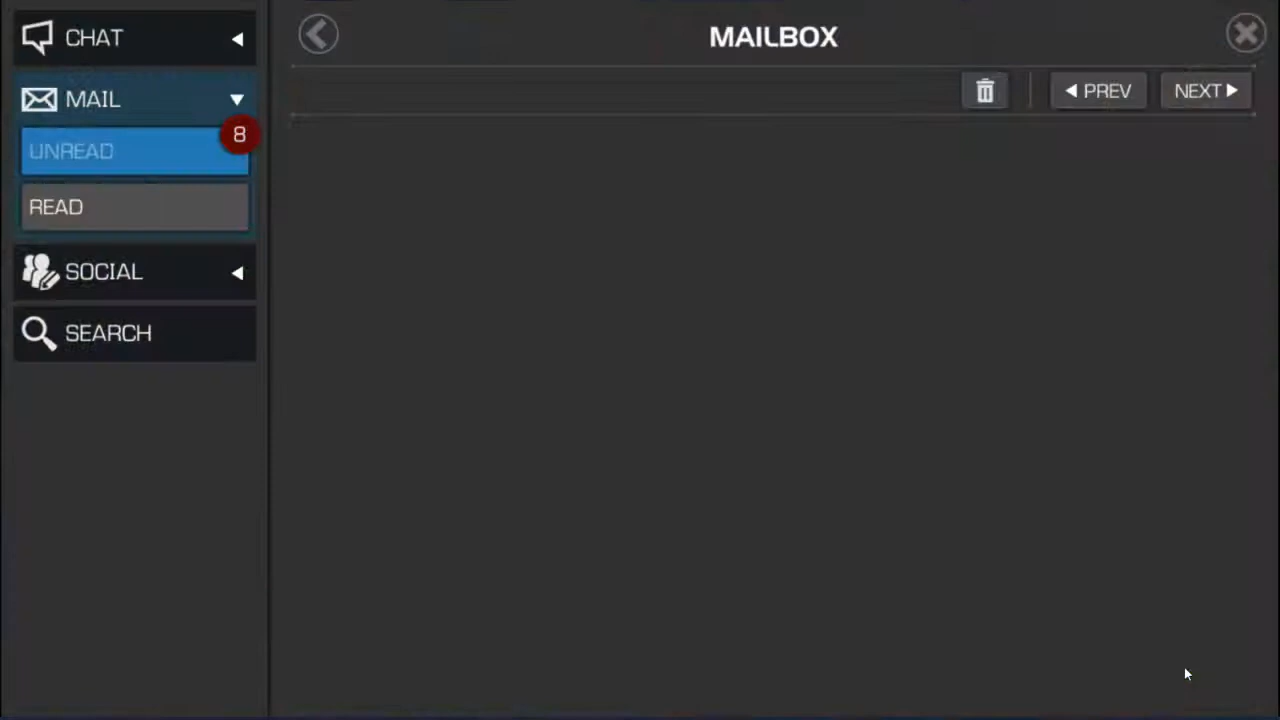 CHAT
MAIL
8
UNREAD
READ
SOCIAL
SEARCH
MAILBOX
PREV
NEXT